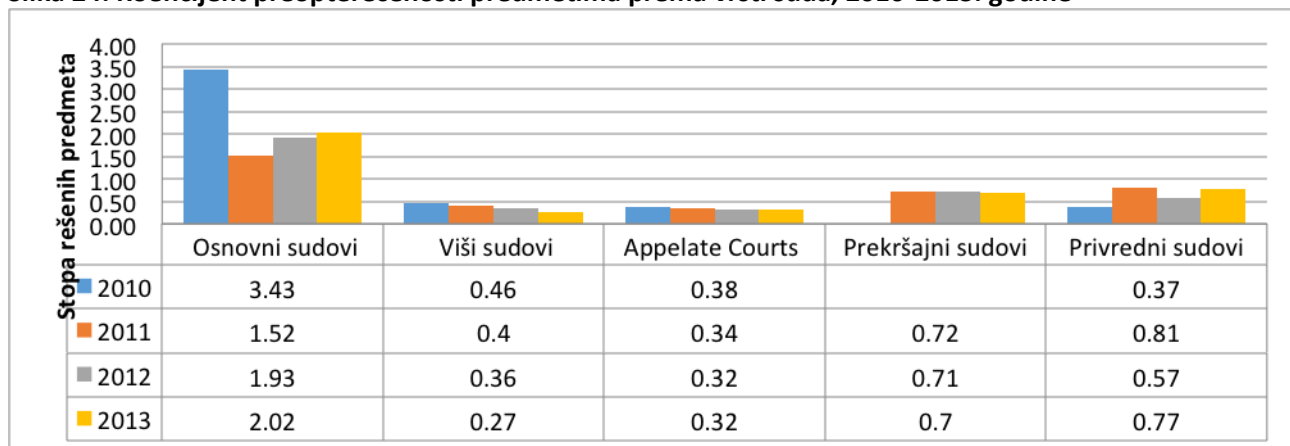 4.00
3.50
3.00
2.50
2.00
1.50
1.00
0.50
0.00
Stopa rešenih predmeta
Osnovni sudovi Viši sudovi Appelate Courts Prekršajni sudovi Privredni sudovi
2010 3.43 0.46 0.38 0.37
2011 1.52 0.4 0.34 0.72 0.81
2012 1.93 0.36 0.32 0.71 0.57
2013 2.02 0.27 0.32 0.7 0.77